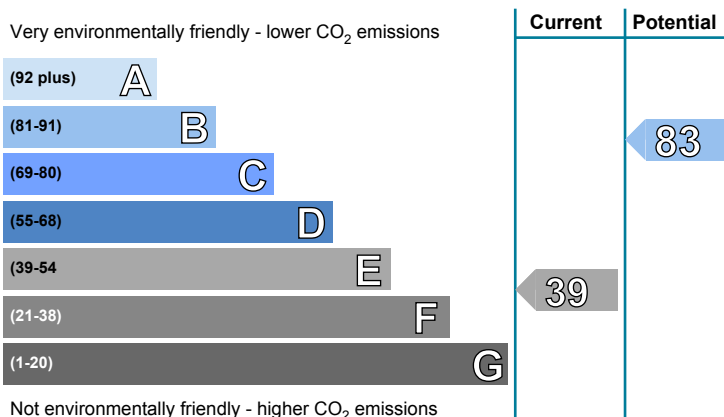 Current Potential
Very environmentally friendly - lower CO2 emissions
(92 plus) A
(81-91) B
83
(69-80) C
(55-68) D
(39-54 E
39
(21-38) F
(1-20) G
Not environmentally friendly - higher CO2 emissions